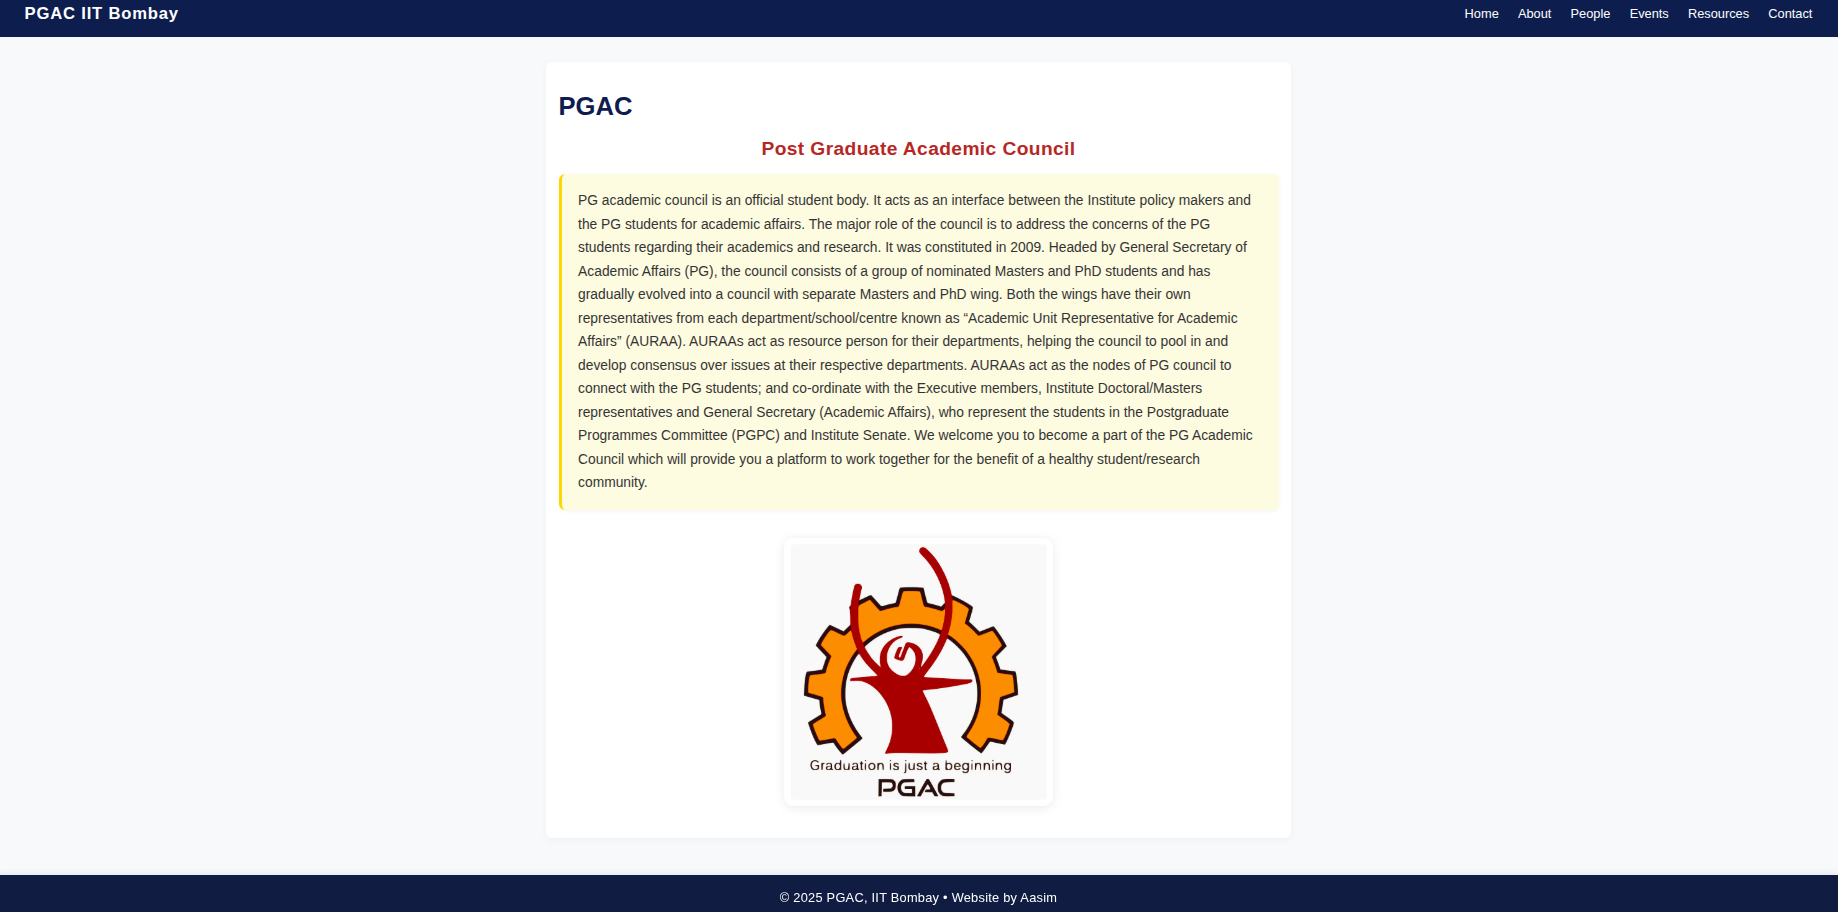 PGAC IIT Bombay
Home About People Events Resources Contact
PGAC
Post Graduate Academic Council
PG academic council is an official student body. It acts as an interface between the Institute policy makers and
the PG students for academic affairs. The major role of the council is to address the concerns of the PG
students regarding their academics and research. It was constituted in 2009. Headed by General Secretary of
Academic Affairs (PG), the council consists of a group of nominated Masters and PhD students and has
gradually evolved into a council with separate Masters and PhD wing. Both the wings have their own
representatives from each department/school/centre known as “Academic Unit Representative for Academic
Affairs” (AURAA). AURAAs act as resource person for their departments, helping the council to pool in and
develop consensus over issues at their respective departments. AURAAs act as the nodes of PG council to
connect with the PG students; and co-ordinate with the Executive members, Institute Doctoral/Masters
representatives and General Secretary (Academic Affairs), who represent the students in the Postgraduate
Programmes Committee (PGPC) and Institute Senate. We welcome you to become a part of the PG Academic
Council which will provide you a platform to work together for the benefit of a healthy student/research
community.
Graduation is just a beginning
PGAC
© 2025 PGAC, IIT Bombay • Website by Aasim